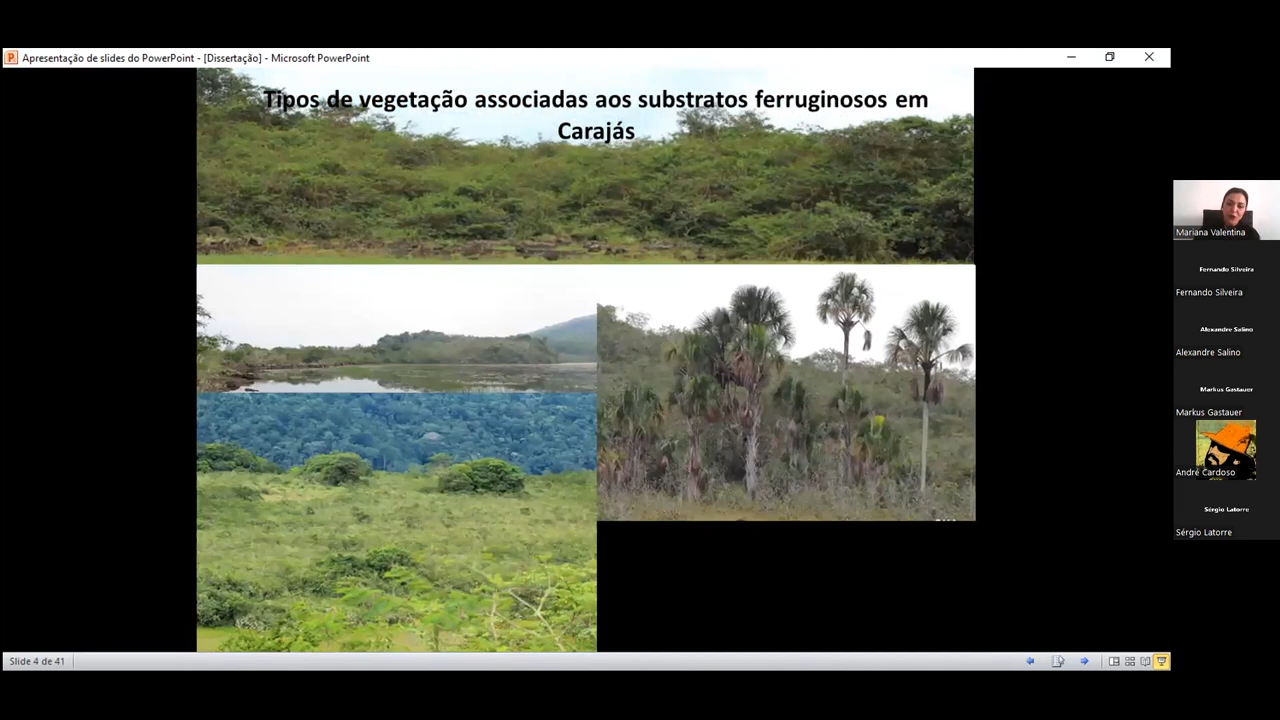 Apresentação de slides do PowerPoint - [Dissertação] - Microsoft PowerPoint
Tipos de vegetação associadas aos substratos ferruginosos em
Carajás
Mariana Valentina
Fernando Silveira
Fernando Silveira
Alexandre Salino
Alexandre Salino
Markus Gastauer
Markus Gastauer
André Cardoso
Sérgio Latorre
Sérgio Latorre
Slide 4 de 41